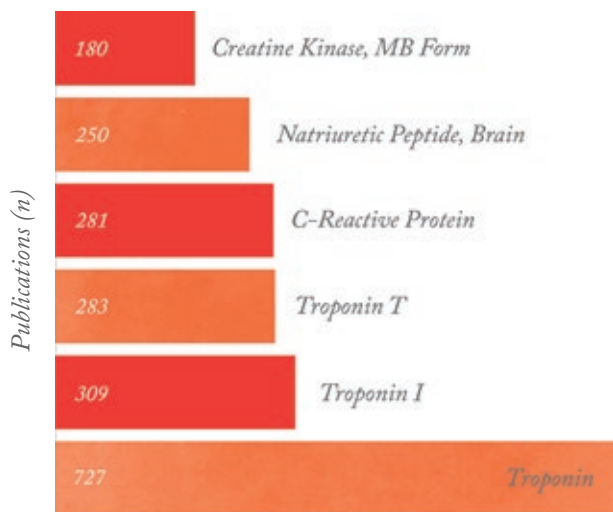 Publications (n)
180 Creatine Kinase, MB Form
250 Natriuretic Peptide, Brain
281 C-Reactive Protein
283 Troponin T
309 Troponin I
727 Troponin